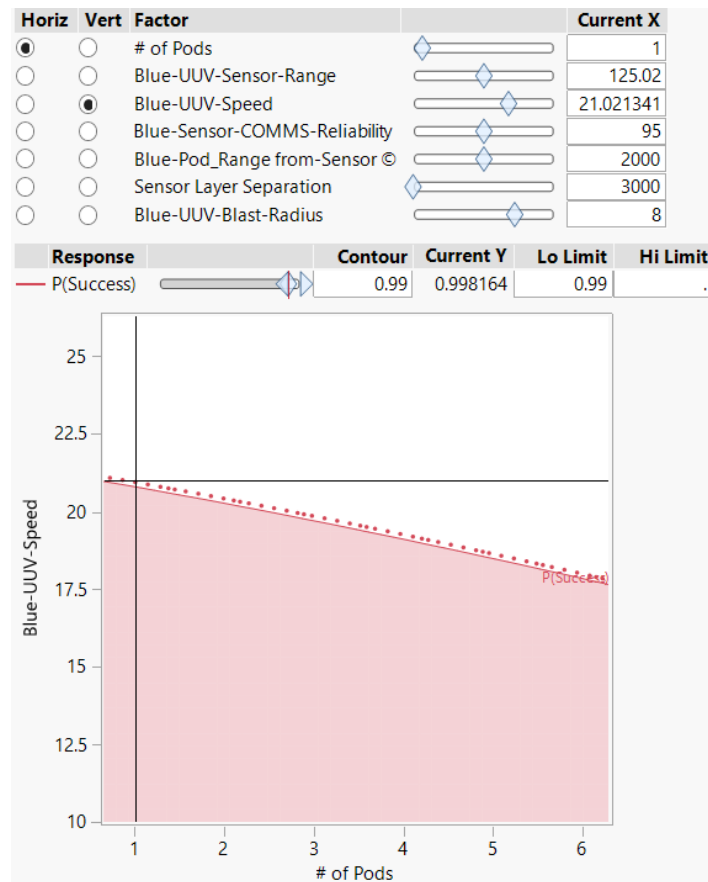 Horiz Vert Factor Current X
# of Pods 1
Blue-UUV-Sensor-Range 125.02
Blue-UUV-Speed 21.021341
Blue-Sensor-COMMS-Reliability 95
Blue-Pod_Range from-Sensor © 2000
Sensor Layer Separation 3000
Blue-UUV-Blast-Radius 8
Response Contour Current Y Lo Limit Hi Limit
P(Success) 0.99 0.998164 0.99 .
25
22.5
20
17.5
15
12.5
10
Blue-UUV-Speed
P(Success)
1 2 3 4 5 6
# of Pods